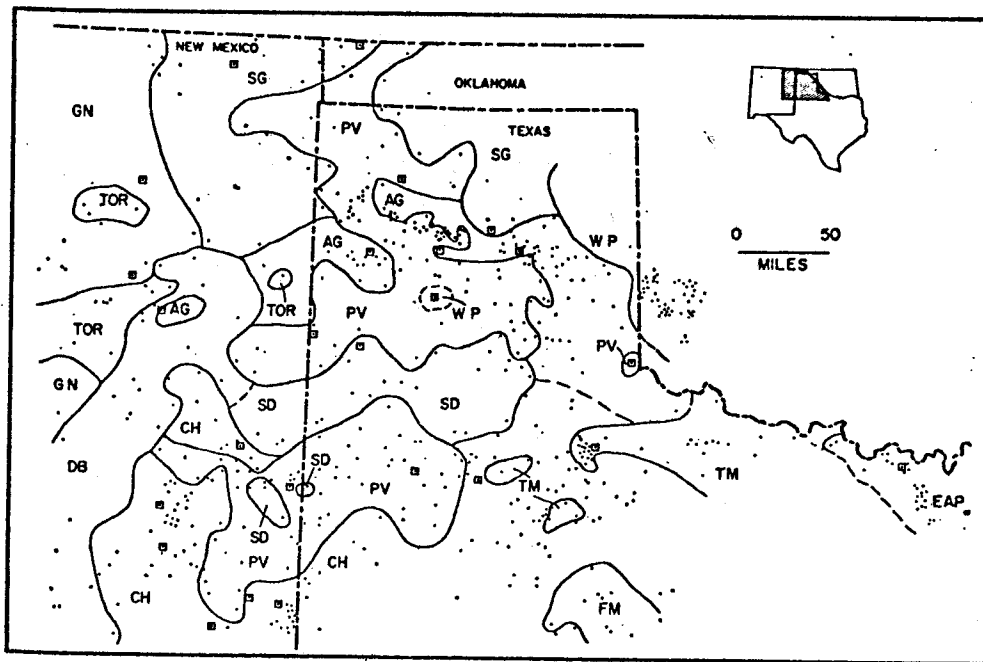 NEW MEXICO
SG
OKLAHOMA
GN
PV
TEXAS
SG
TOR
AG
AG
WP
0 50
MILES
TOR
AG
TOR
PV
WP
PV
GN
SD
SD
CH
DB
SD
PV
TM
TM
EAP
SD
PV
CH
CH
FM